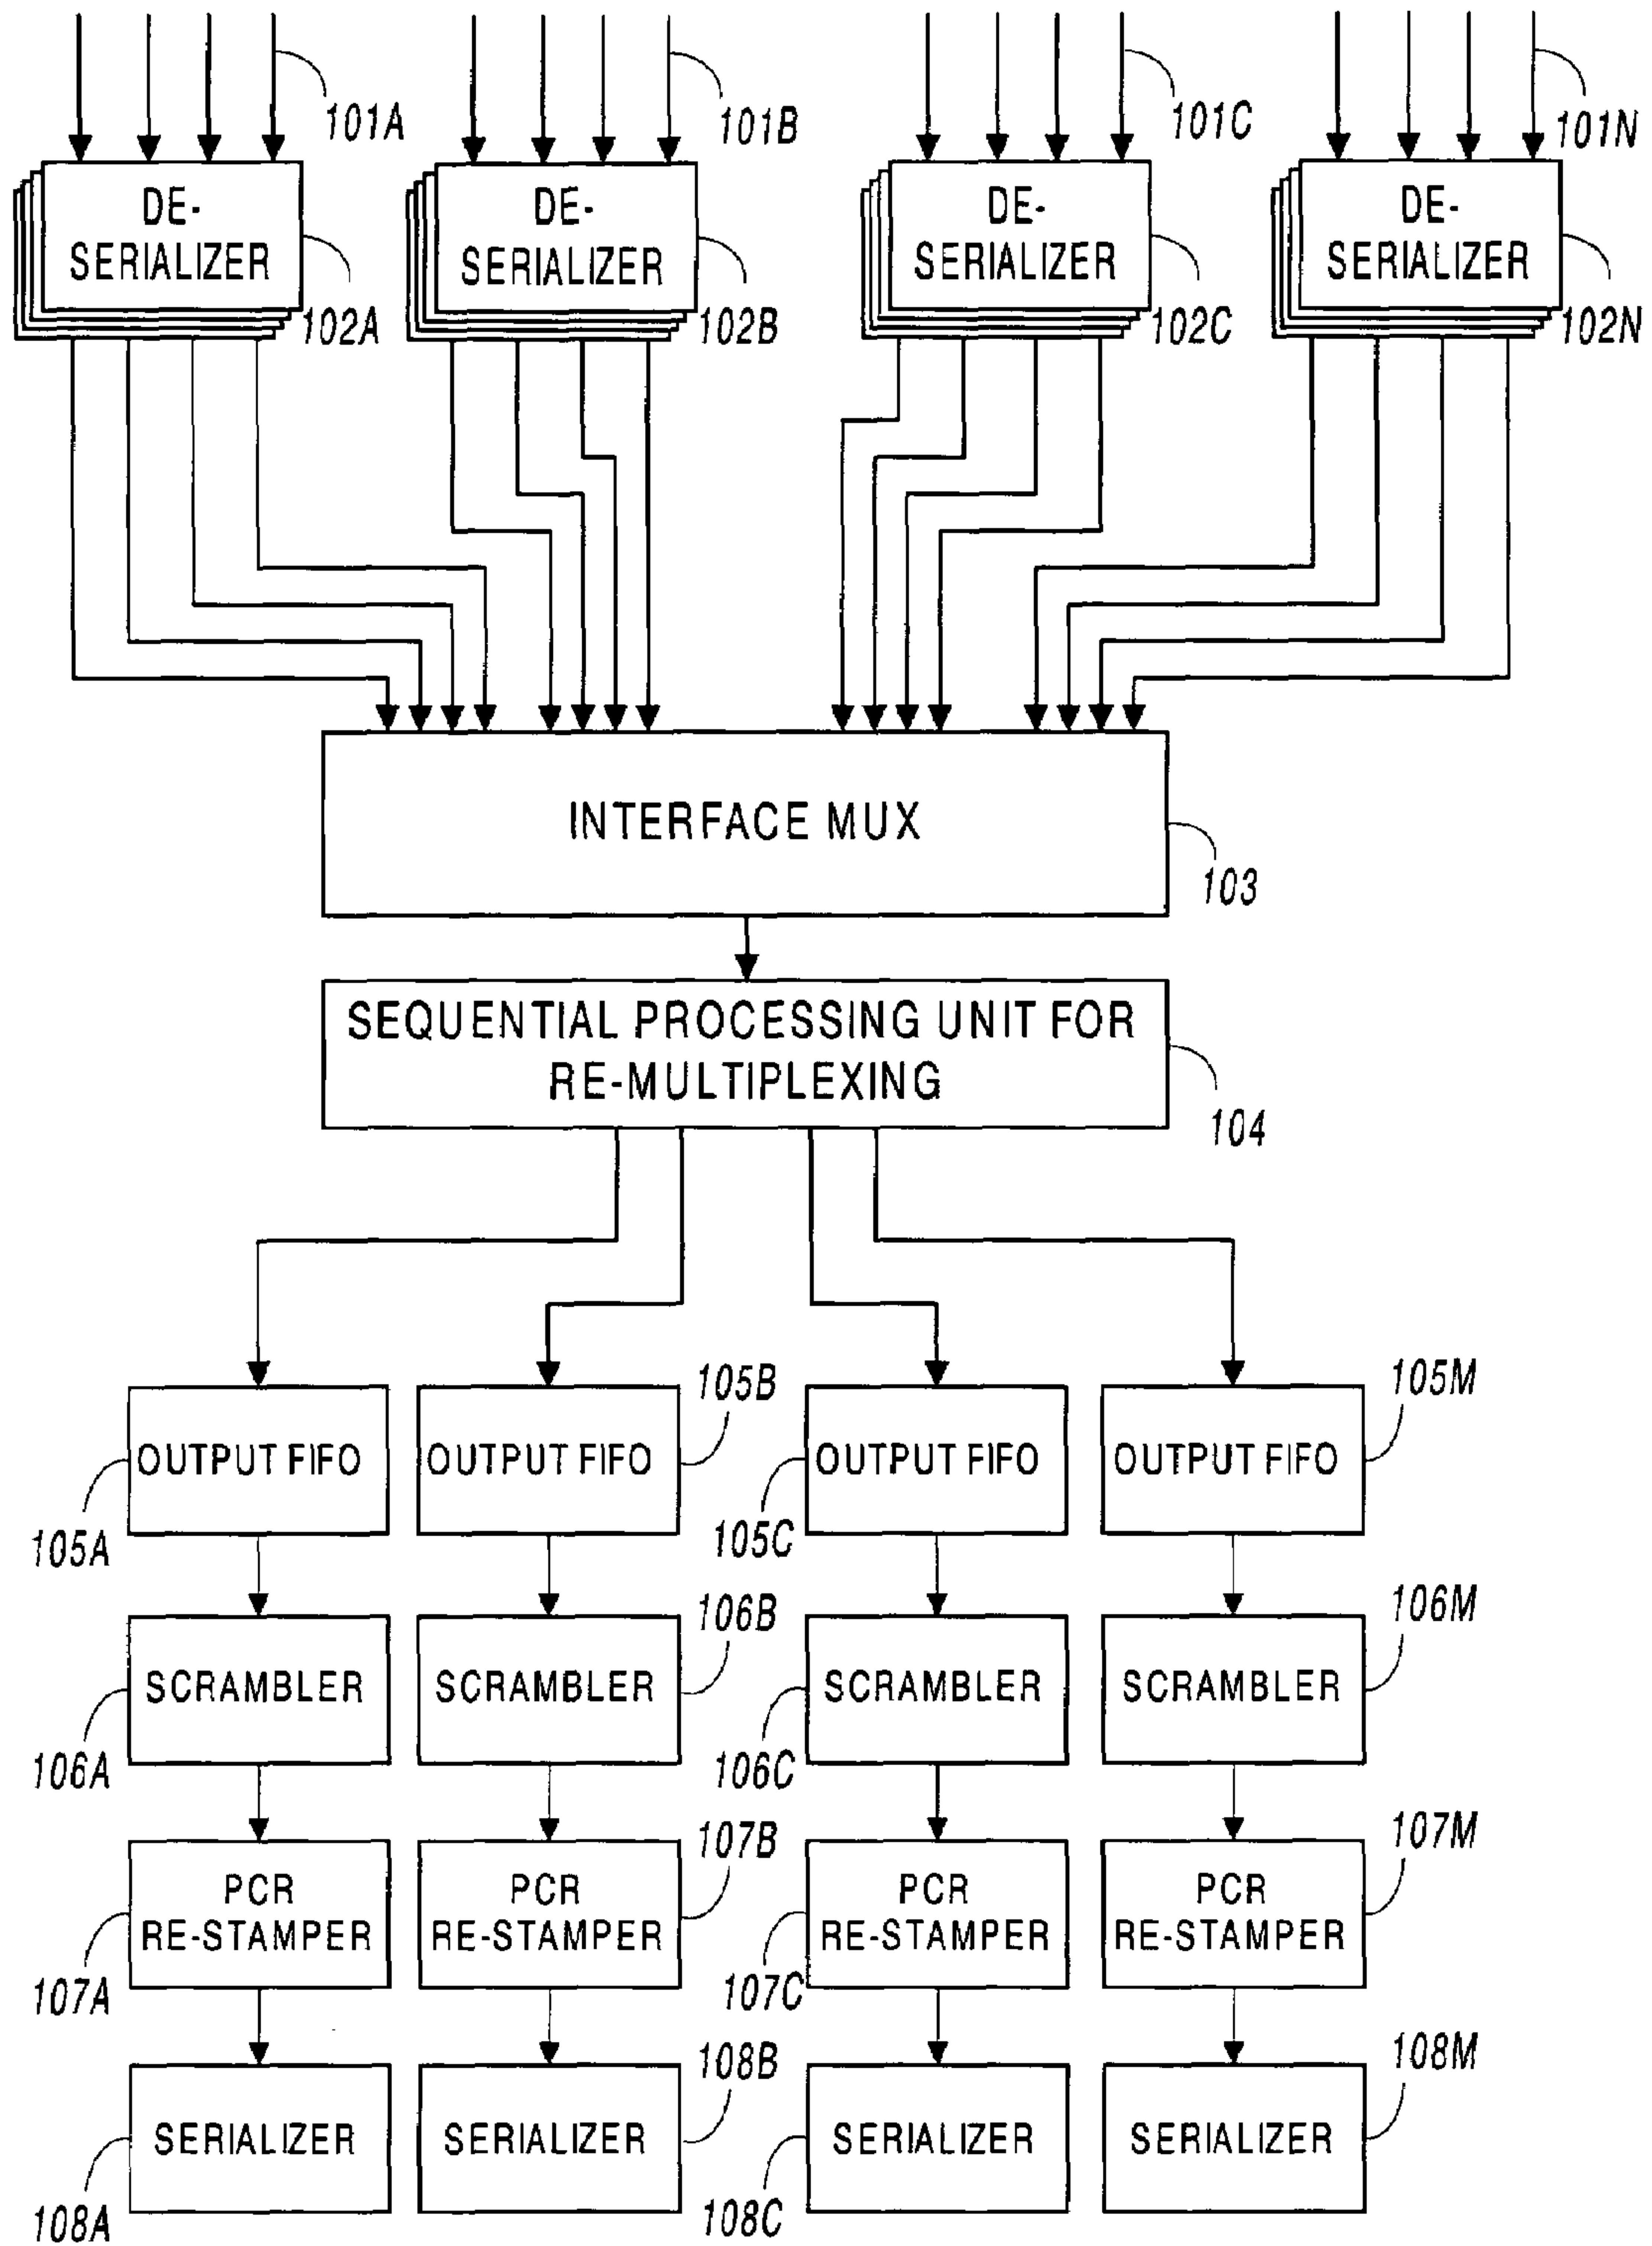 101A
101B
101C
101N
DE-
SERIALIZER
DE-
SERIALIZER
DE-
SERIALIZER
DE-
SERIALIZER
102A
102B
102C
102N
INTERFACE MUX
103
SEQUENTIAL PROCESSING UNIT FOR
RE-MULTIPLEXING
104
105B
105M
OUTPUT FIFO
OUTPUT FIFO
OUTPUT FIFO
OUTPUT FIFO
105A
105C
106B
106M
SCRAMBLER
SCRAMBLER
SCRAMBLER
SCRAMBLER
106A
106C
107B
107M
PCR
RE-STAMPER
PCR
RE-STAMPER
PCR
RE-STAMPER
PCR
RE-STAMPER
107A
107C
108B
108M
SERIALIZER
SERIALIZER
SERIALIZER
SERIALIZER
108A
108C